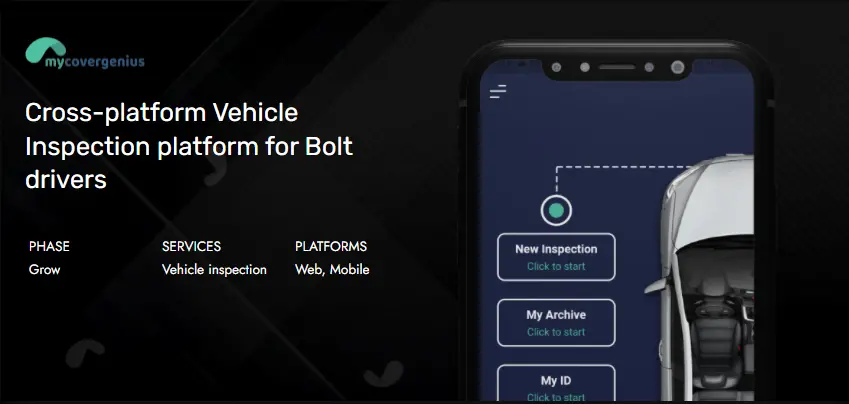 mycovergenius
Cross-platform Vehicle
Inspection platform for Bolt
drivers
PHASE
Grow
SERVICES
Vehicle inspection
PLATFORMS
Web, Mobile
New Inspection
Click to start
My Archive
Click to start
My ID
Click to start